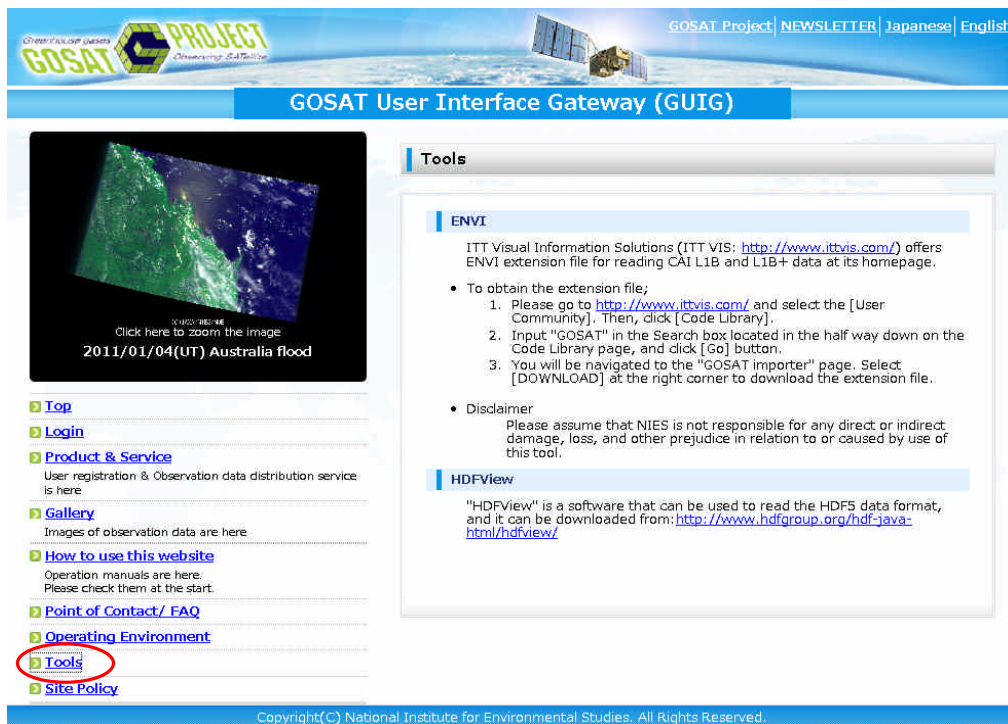 Greenhouse gases
GOSAT
PROJECT
Observing SATellite
GOSAT Project | NEWSLETTER | Japanese | English
GOSAT User Interface Gateway (GUIG)
Click here to zoom the image
2011/01/04(UT) Australia flood
Top
Login
Product & Service
User registration & Observation data distribution service
is here
Gallery
Images of observation data are here
How to use this website
Operation manuals are here.
Please check them at the start.
Point of Contact/ FAQ
Operating Environment
Tools
Site Policy
Tools
ENVI
ITT Visual Information Solutions (ITT VIS: http://www.ittvis.com/) offers
ENVI extension file for reading CAI L1B and L1B+ data at its homepage.
• To obtain the extension file;
1. Please go to http://www.ittvis.com/ and select the [User
Community]. Then, click [Code Library].
2. Input "GOSAT" in the Search box located in the half way down on the
Code Library page, and click [Go] button.
3. You will be navigated to the "GOSAT importer" page. Select
[DOWNLOAD] at the right corner to download the extension file.
• Disclaimer
Please assume that NIES is not responsible for any direct or indirect
damage, loss, and other prejudice in relation to or caused by use of
this tool.
HDFView
"HDFView" is a software that can be used to read the HDF5 data format,
and it can be downloaded from:http://www.hdfgroup.org/hdf-java-
html/hdfview/
Copyright(C) National Institute for Environmental Studies. All Rights Reserved.